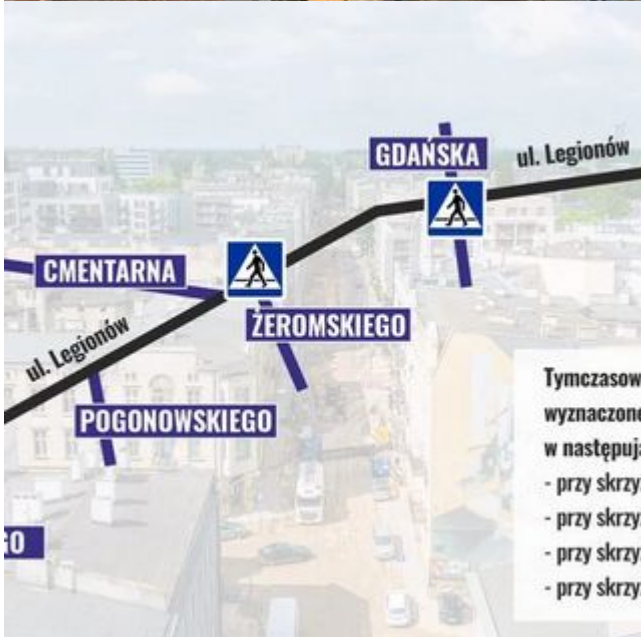 GDAŃSKA
ul. Legionów
CMENTARNA
ŻEROMSKIEGO
ul. Legionów
POGONOWSKIEGO
GO
Tymczasow
wyznaczone
w następują
- przy skrzy
- przy skrzy
- przy skrzy
- przy skrzy